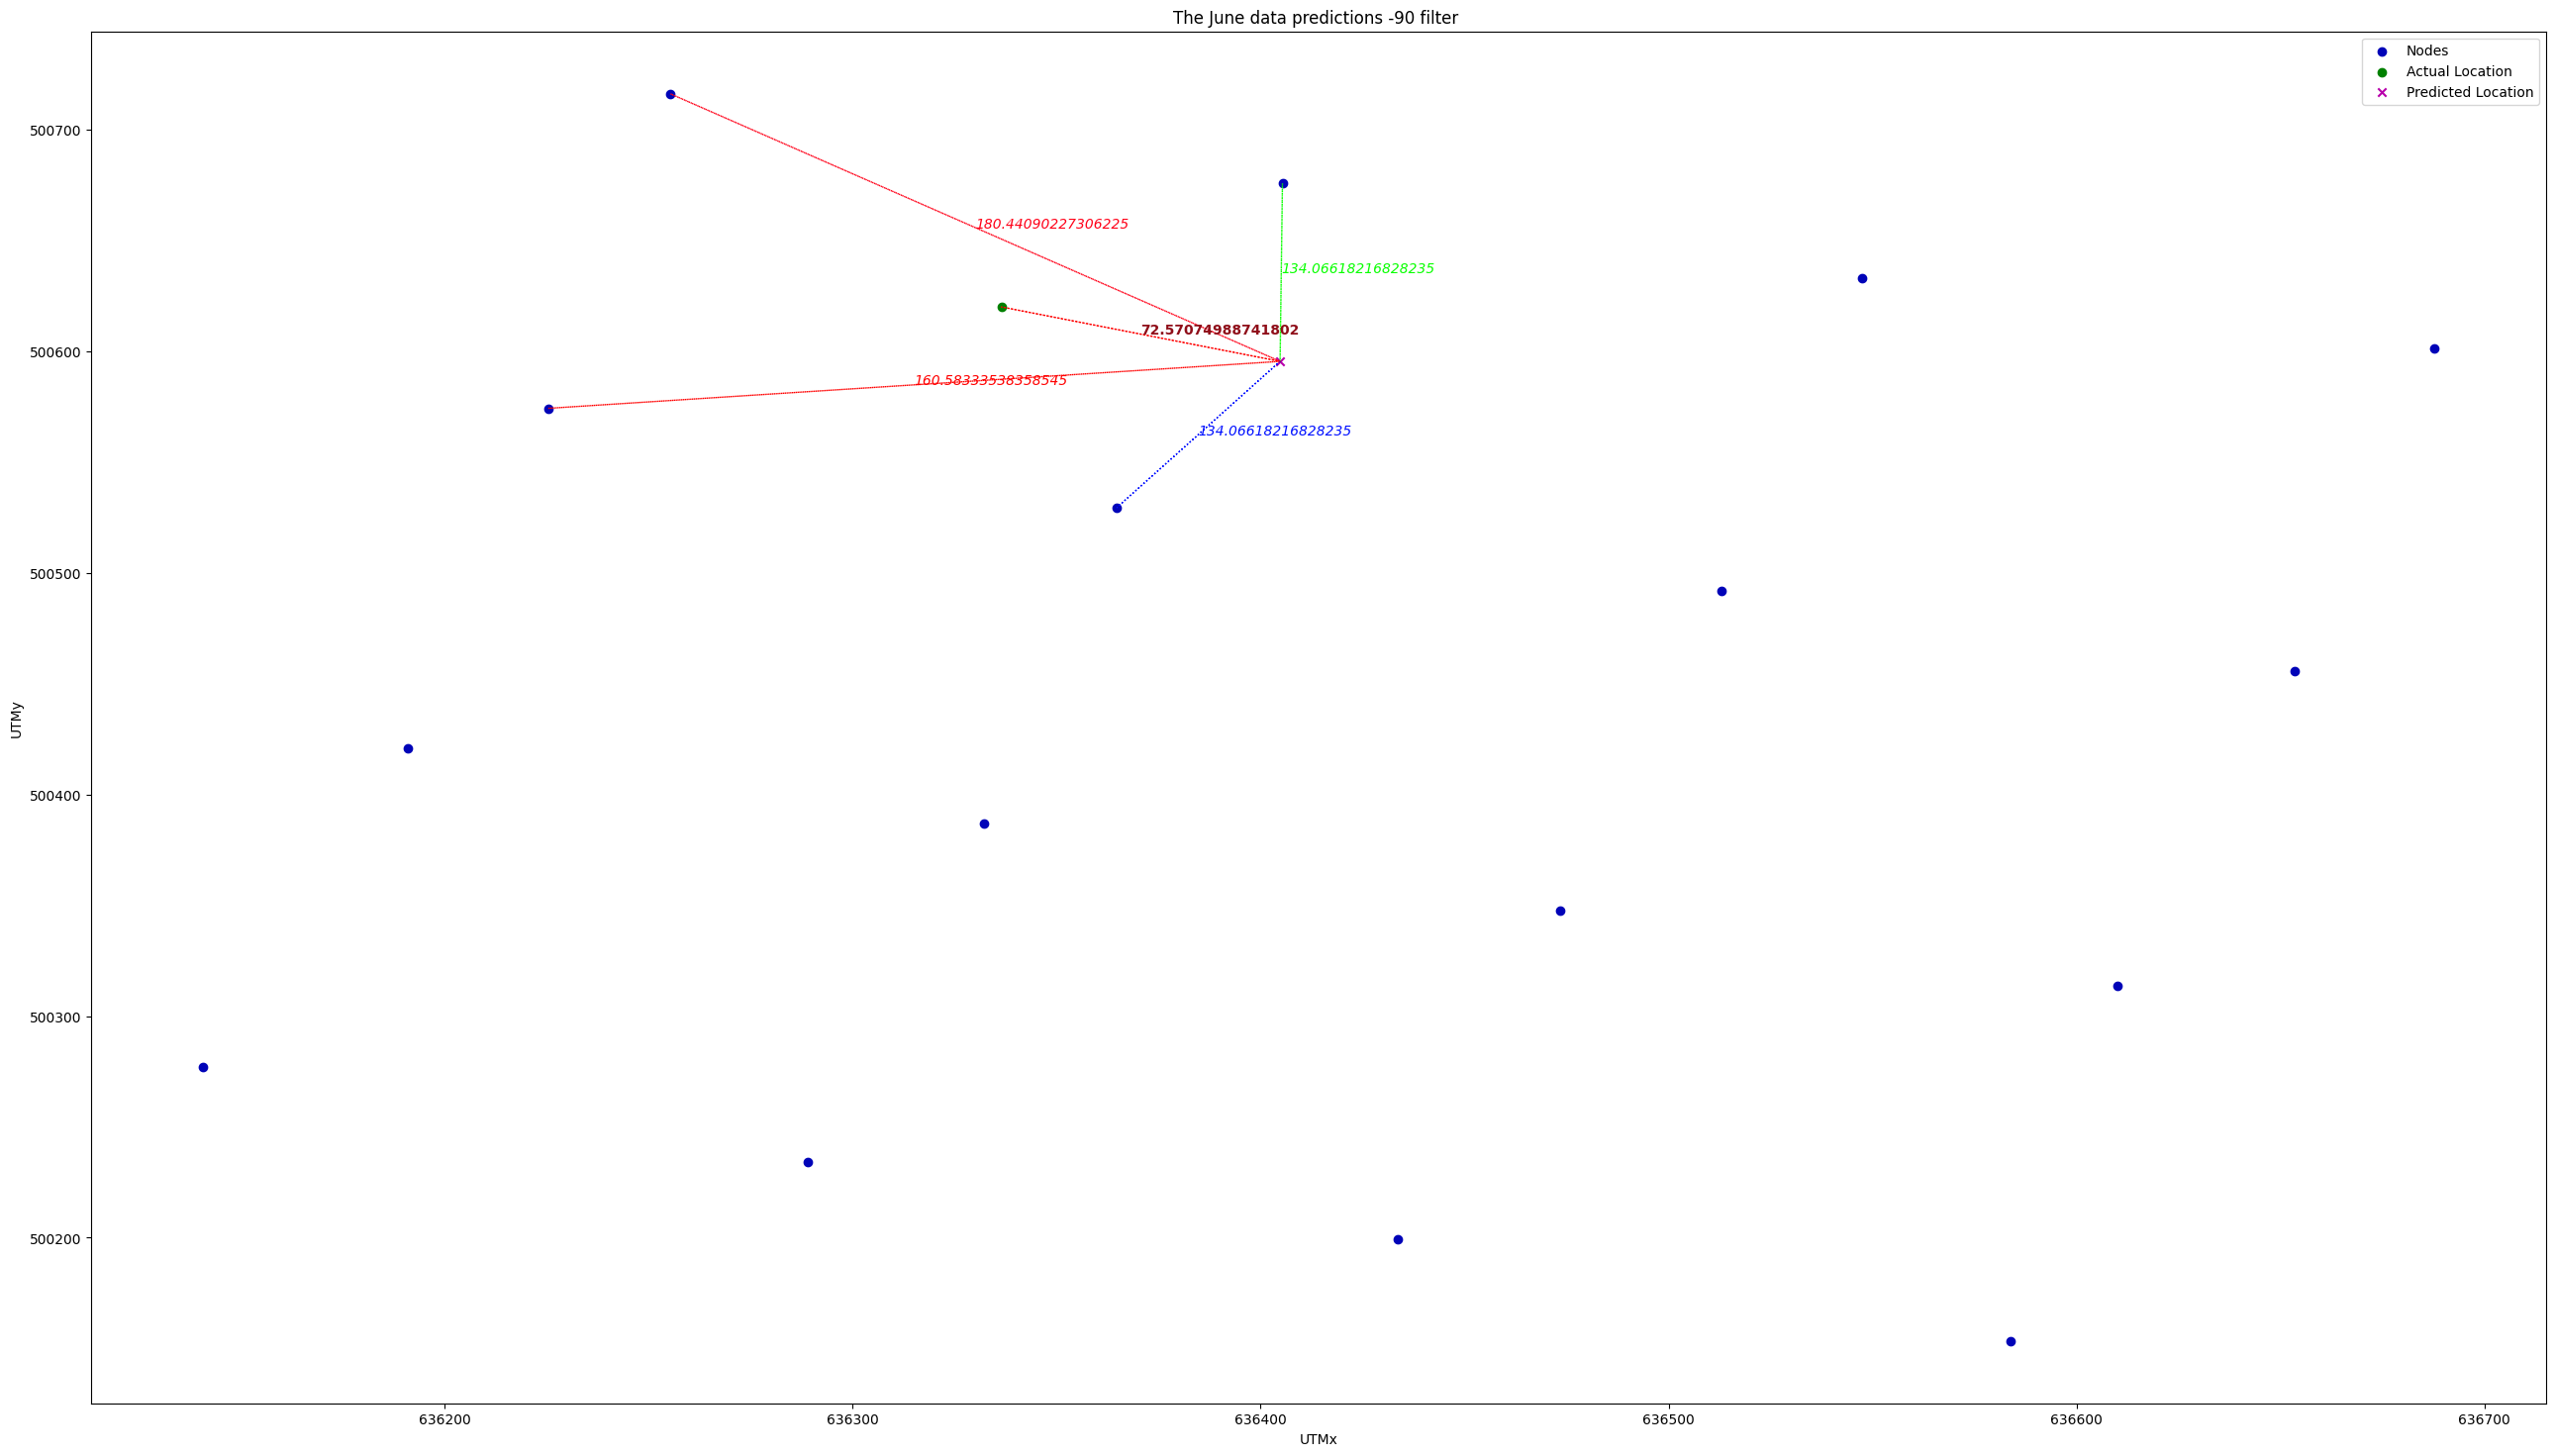 The June data predictions -90 filter
Nodes
Actual Location
Predicted Location
500700
500600
500500
500400
500300
500200
UTMy
180.44090227306225
134.06618216828235
72.57074988741802
160.58333538358545
134.06618216828235
636200
636300
636400
636500
636600
636700
UTMx